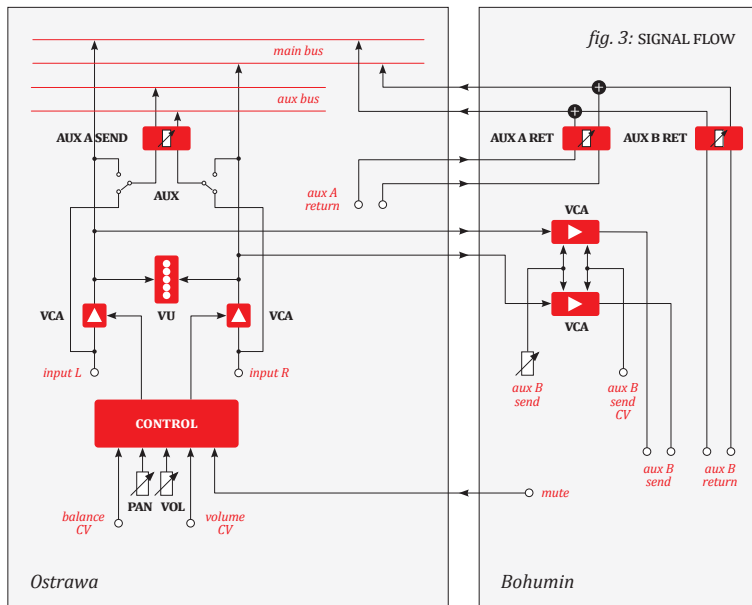 fig. 3: SIGNAL FLOW
main bus
aux bus
AUX A SEND
AUX A RET
AUX B RET
AUX
aux A
return
VCA
VCA
VU
VCA
VCA
input L
input R
aux B
send
aux B
send
CV
CONTROL
aux B
send
aux B
return
PAN
VOL
mute
balance
CV
volume
CV
Ostrawa
Bohumin